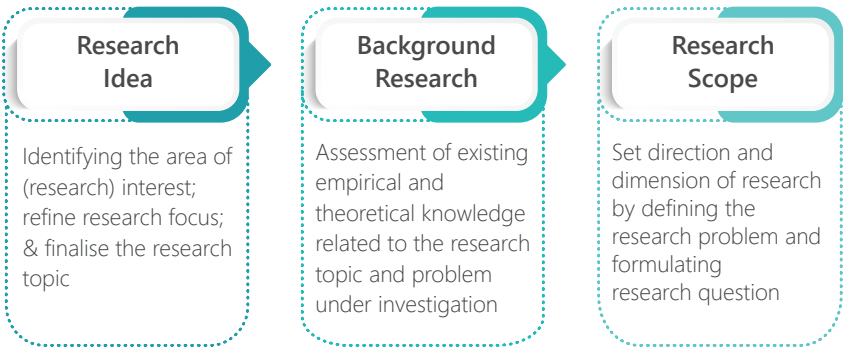 Research
Idea
Identifying the area of
(research) interest;
refine research focus;
& finalise the research
topic
Background
Research
Assessment of existing
empirical and
theoretical knowledge
related to the research
topic and problem
under investigation
Research
Scope
Set direction and
dimension of research
by defining the
research problem and
formulating
research question